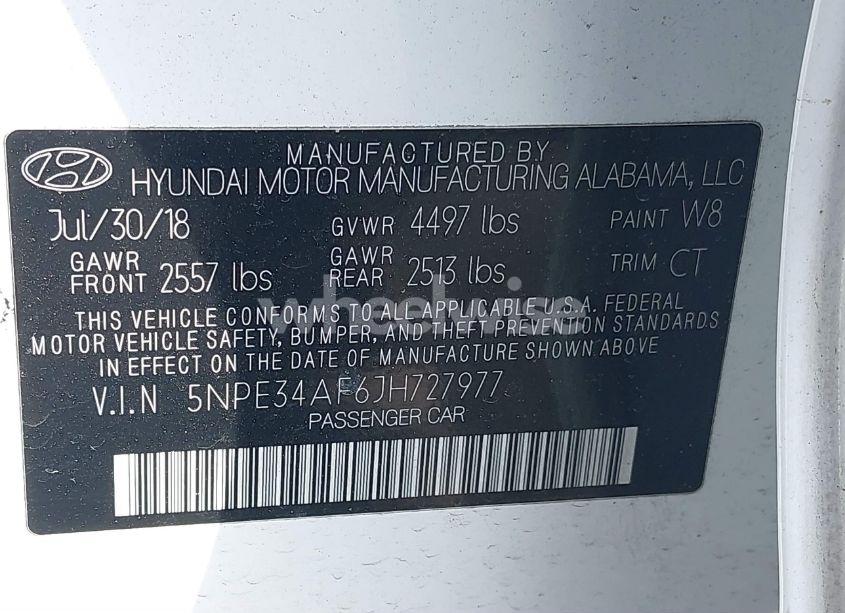 MANUFACTURED BY
HYUNDAI MOTOR MANUFACTURING ALABAMA, LLC
Jul/30/18 GVWR 4497 lbs PAINT W8
GAWR FRONT 2557 lbs GAWR REAR 2513 lbs TRIM CT
THIS VEHICLE CONFORMS TO ALL APPLICABLE U.S.A. FEDERAL
MOTOR VEHICLE SAFETY, BUMPER, AND THEFT PREVENTION STANDARDS
IN EFFECT ON THE DATE OF MANUFACTURE SHOWN ABOVE
V.I.N 5NPE34AF6JH727977
PASSENGER CAR
wheelwise